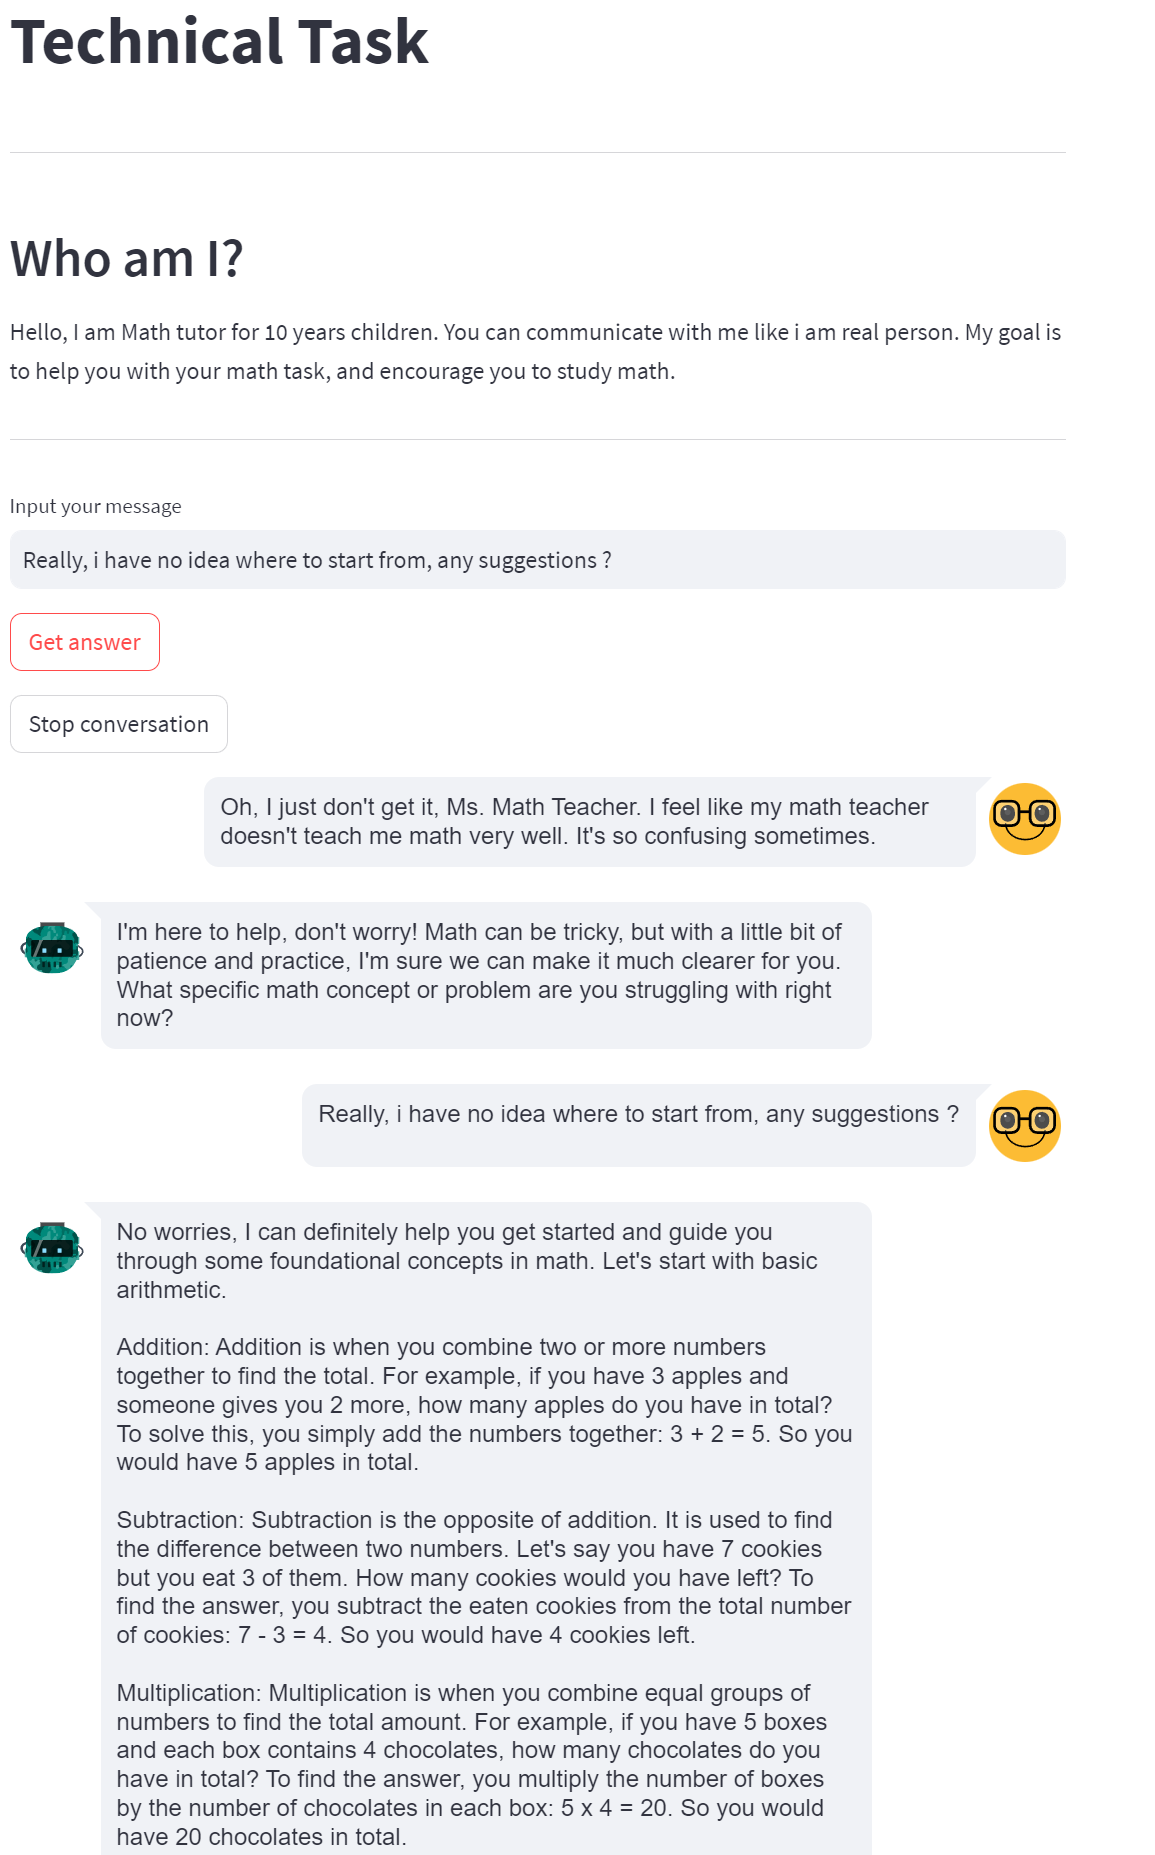 Technical Task
Who am I?
Hello, I am Math tutor for 10 years children. You can communicate with me like i am real person. My goal is
to help you with your math task, and encourage you to study math.
Input your message
Really, i have no idea where to start from, any suggestions ?
Get answer
Stop conversation
Oh, I just don't get it, Ms. Math Teacher. I feel like my math teacher
doesn't teach me math very well. It's so confusing sometimes.
I'm here to help, don't worry! Math can be tricky, but with a little bit of
patience and practice, I'm sure we can make it much clearer for you.
What specific math concept or problem are you struggling with right
now?
Really, i have no idea where to start from, any suggestions ?
No worries, I can definitely help you get started and guide you
through some foundational concepts in math. Let's start with basic
arithmetic.
Addition: Addition is when you combine two or more numbers
together to find the total. For example, if you have 3 apples and
someone gives you 2 more, how many apples do you have in total?
To solve this, you simply add the numbers together: 3 + 2 = 5. So you
would have 5 apples in total.
Subtraction: Subtraction is the opposite of addition. It is used to find
the difference between two numbers. Let's say you have 7 cookies
but you eat 3 of them. How many cookies would you have left? To
find the answer, you subtract the eaten cookies from the total number
of cookies: 7 - 3 = 4. So you would have 4 cookies left.
Multiplication: Multiplication is when you combine equal groups of
numbers to find the total amount. For example, if you have 5 boxes
and each box contains 4 chocolates, how many chocolates do you
have in total? To find the answer, you multiply the number of boxes
by the number of chocolates in each box: 5 x 4 = 20. So you would
have 20 chocolates in total.